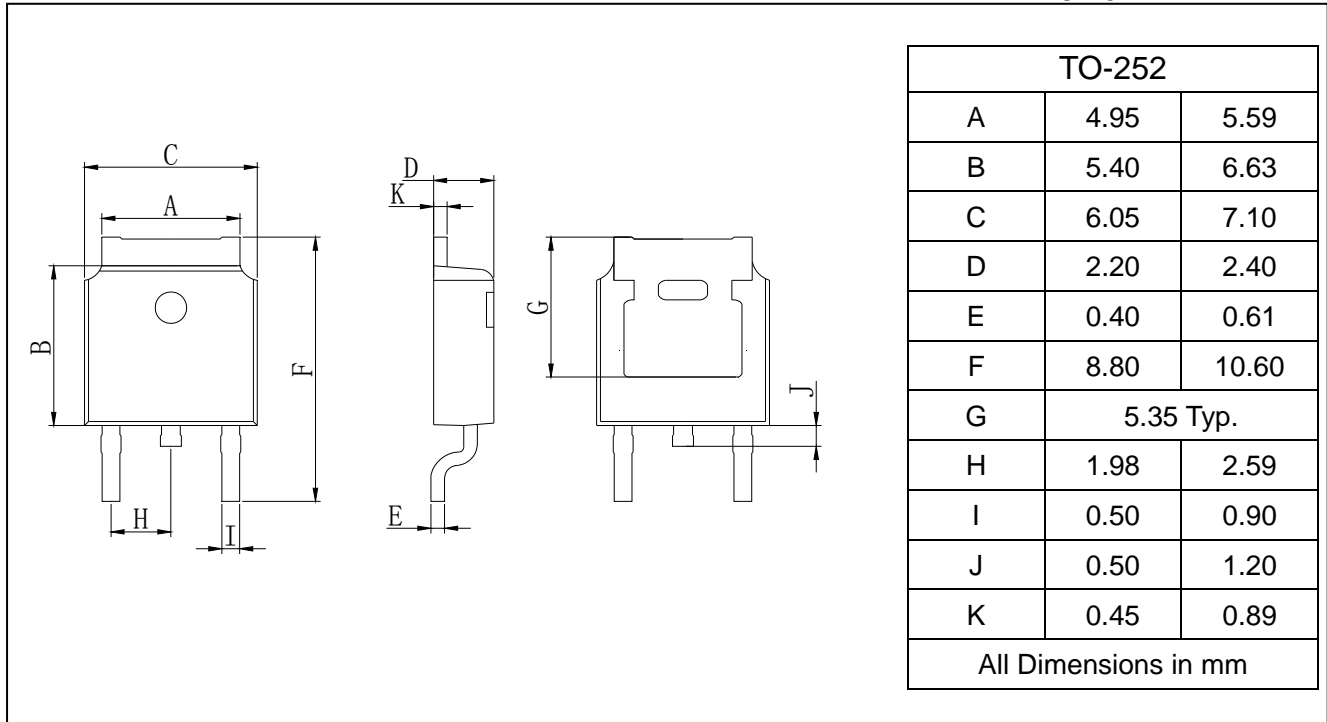 C
A
B
F
H
I
D
K
E
G
J
TO-252
A 4.95 5.59
B 5.40 6.63
C 6.05 7.10
D 2.20 2.40
E 0.40 0.61
F 8.80 10.60
G 5.35 Typ.
H 1.98 2.59
I 0.50 0.90
J 0.50 1.20
K 0.45 0.89
All Dimensions in mm